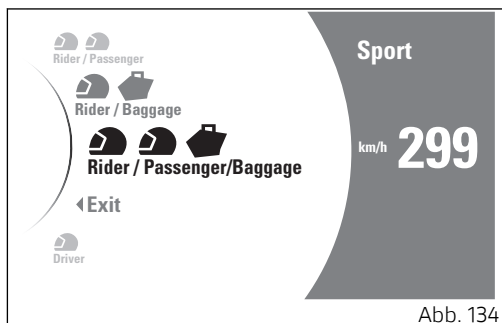 Rider / Passenger
Rider / Baggage
Rider / Passenger/Baggage
Exit
Driver
Sport
km/h 299
Abb. 134